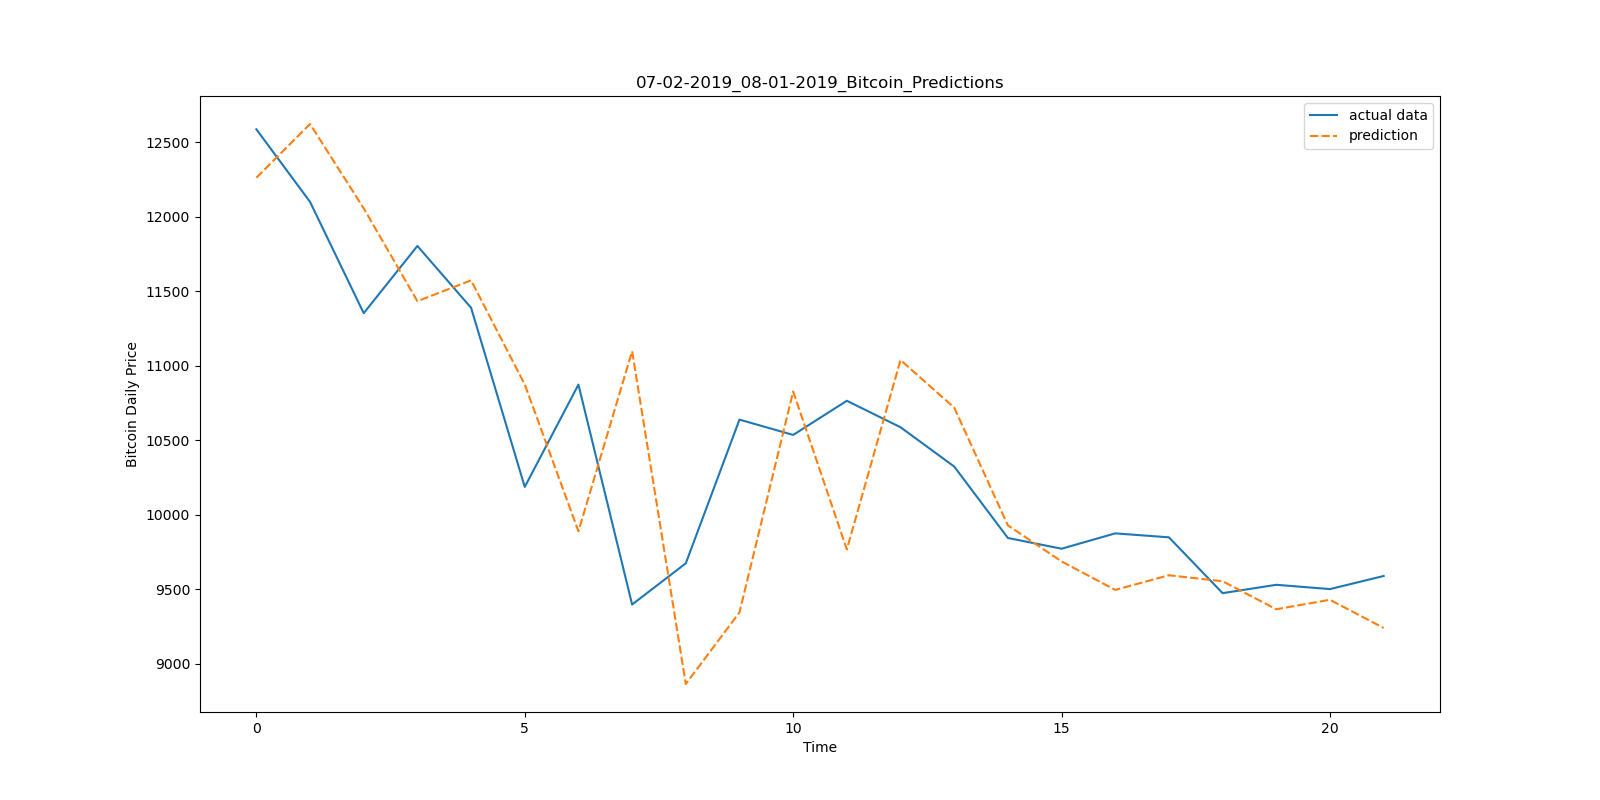 07-02-2019_08-01-2019_Bitcoin_Predictions
actual data
prediction
12500
12000
11500
11000
10500
10000
9500
9000
Bitcoin Daily Price
0 5 10 15 20
Time